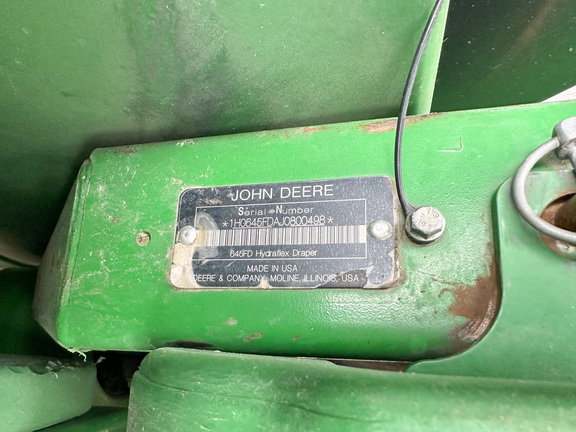 JOHN DEERE
Serial Number
*1H0645FDAJ0800498*
645FD Hydraflex Draper
MADE IN USA
DEERE & COMPANY, MOLINE, ILLINOIS, USA